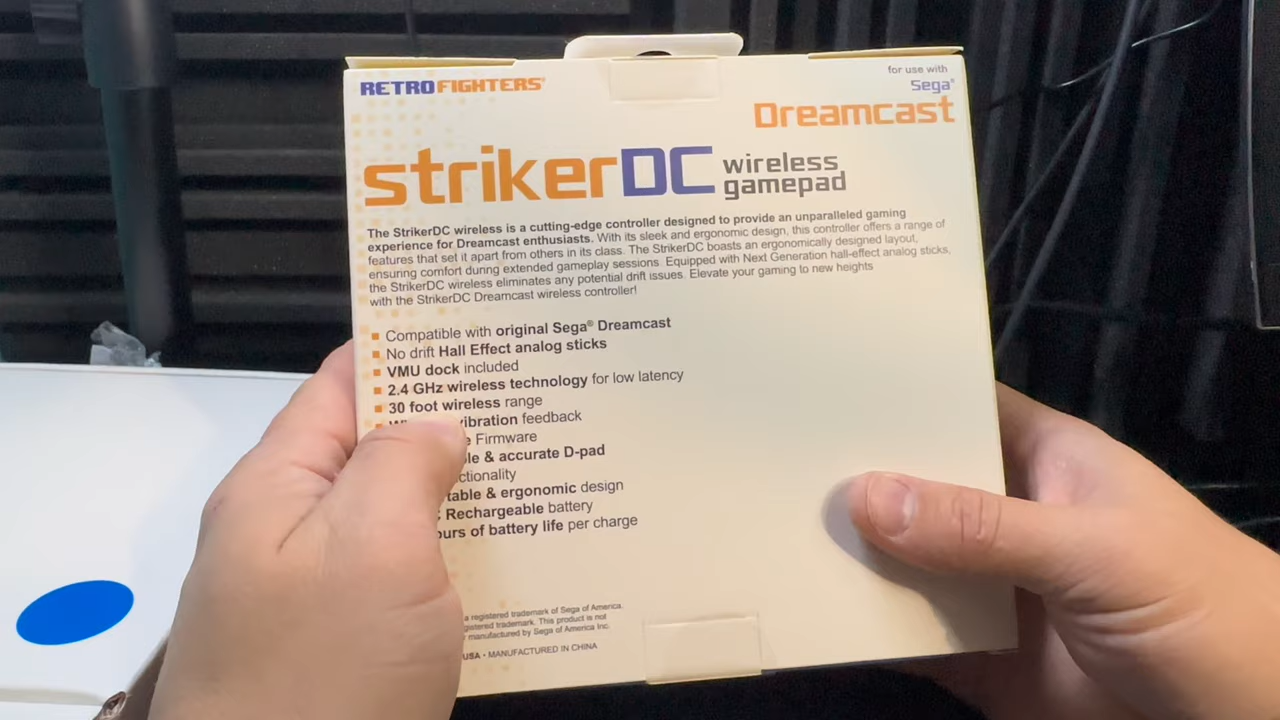 RETROFIGHTERS®
for use with
Sega®
Dreamcast
strikerDC wireless
gamepad
The StrikerDC wireless is a cutting-edge controller designed to provide an unparalleled gaming
experience for Dreamcast enthusiasts. With its sleek and ergonomic design, this controller offers a range of
features that set it apart from others in its class. The StrikerDC boasts an ergonomically designed layout,
ensuring comfort during extended gameplay sessions. Equipped with Next Generation hall-effect analog sticks,
the StrikerDC wireless eliminates any potential drift issues. Elevate your gaming to new heights
with the StrikerDC Dreamcast wireless controller!
Compatible with original Sega® Dreamcast
No drift Hall Effect analog sticks
VMU dock included
2.4 GHz wireless technology for low latency
30 foot wireless range
vibration feedback
Firmware
& accurate D-pad
& ergonomic design
Rechargeable battery
of battery life per charge
a registered trademark of Sega of America.
trademark. This product is not
manufactured by Sega of America Inc.
USA - MANUFACTURED IN CHINA